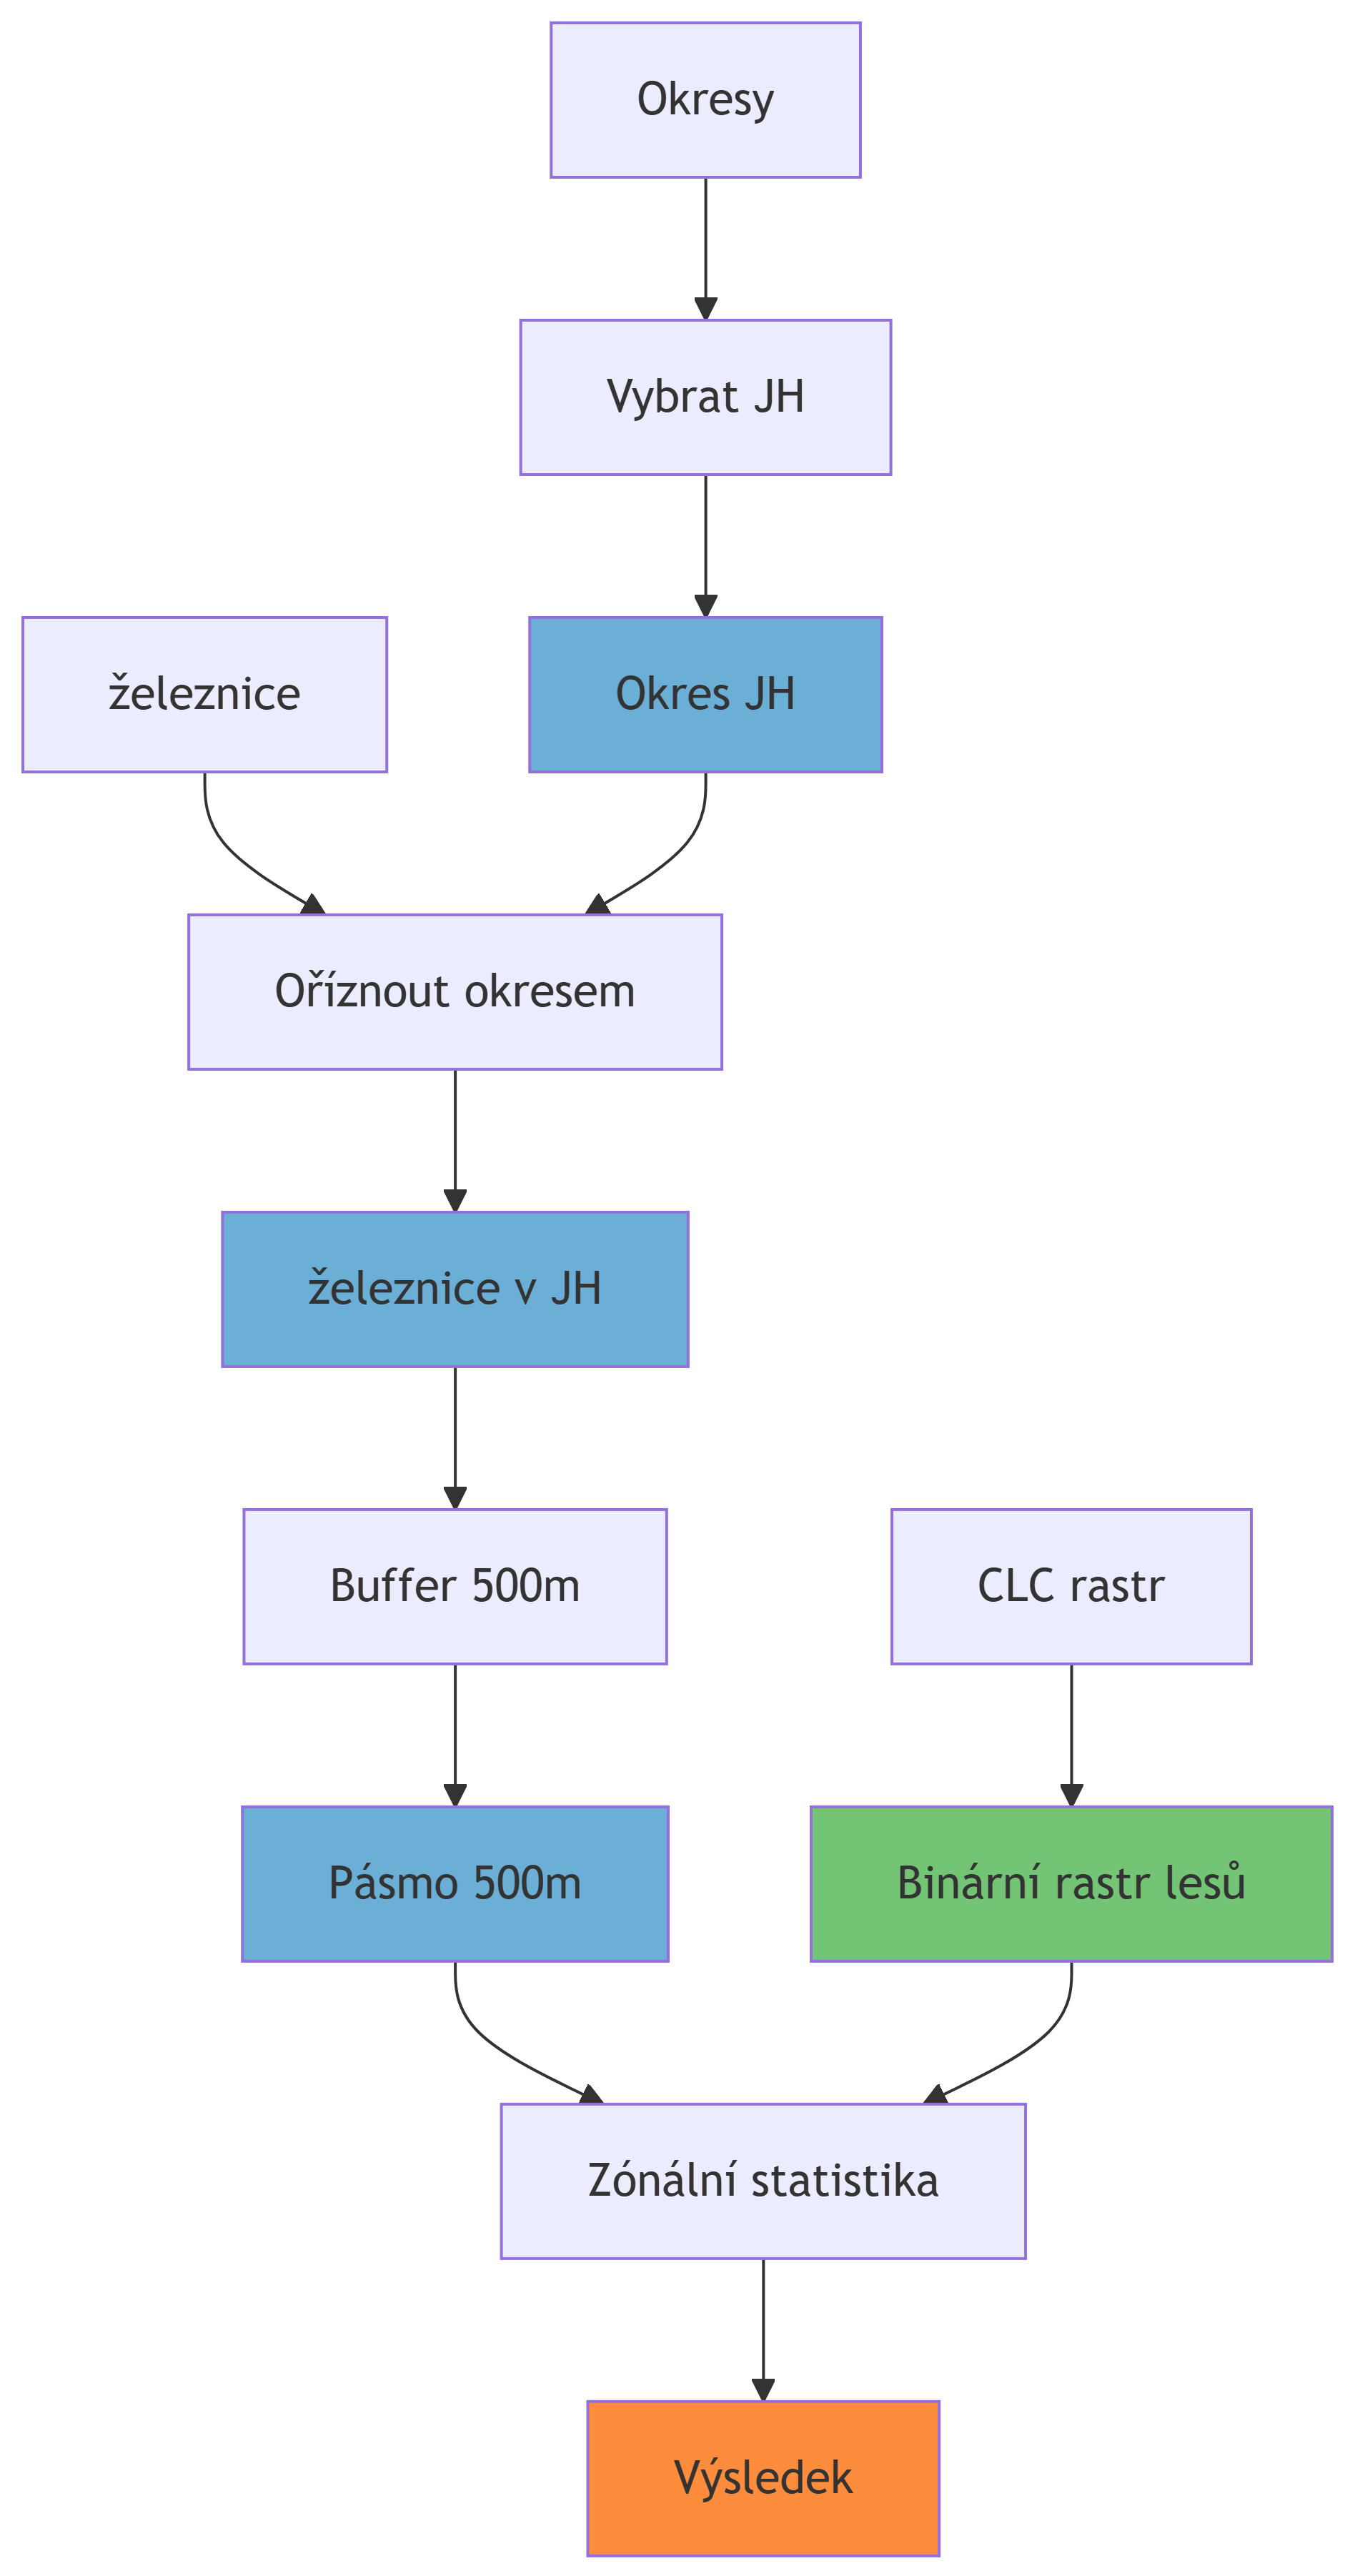 Okresy
Vybrat JH
železnice
Okres JH
Oříznout okresem
železnice v JH
Buffer 500m
CLC rastr
Pásmo 500m
Binární rastr lesů
Zónální statistika
Výsledek